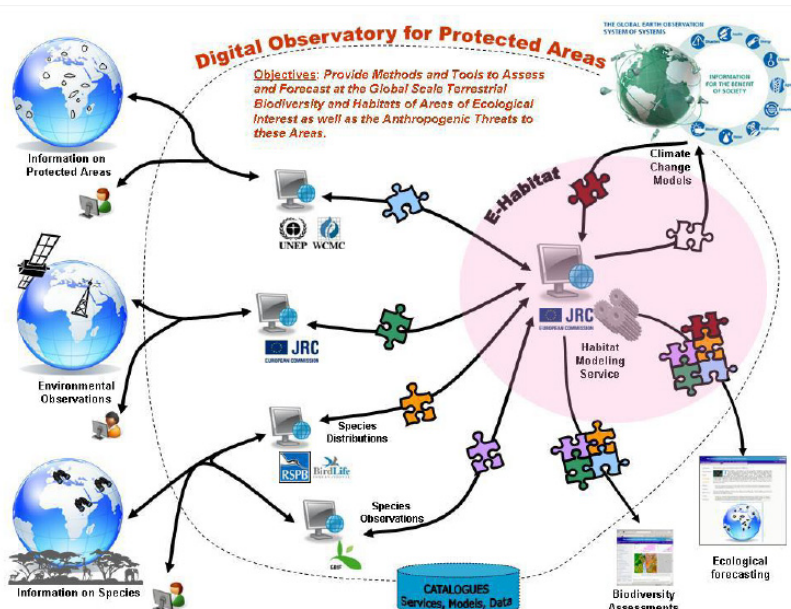 THE GLOBAL EARTH OBSERVATION
SYSTEM OF SYSTEMS
Digital Observatory for Protected Areas
Objectives: Provide Methods and Tools to Assess
and Forecast at the Global Scale Terrestrial
Biodiversity and Habitats of Areas of Ecological
Interest as well as the Anthropogenic Threats to
these Areas.
INFORMATION
FOR THE BENEFIT
OF SOCIETY
Information on
Protected Areas
Climate
Change
Models
E-Habitat
UNEP WCMC
JRC
EUROPEAN COMMISSION
JRC
EUROPEAN COMMISSION
Habitat
Modeling
Service
Environmental
Observations
Species
Distributions
RSPB
BirdLife
Species
Observations
GBIF
Information on Species
CATALOGUES
Services, Models, Data
Biodiversity
Assessments
Ecological
forecasting